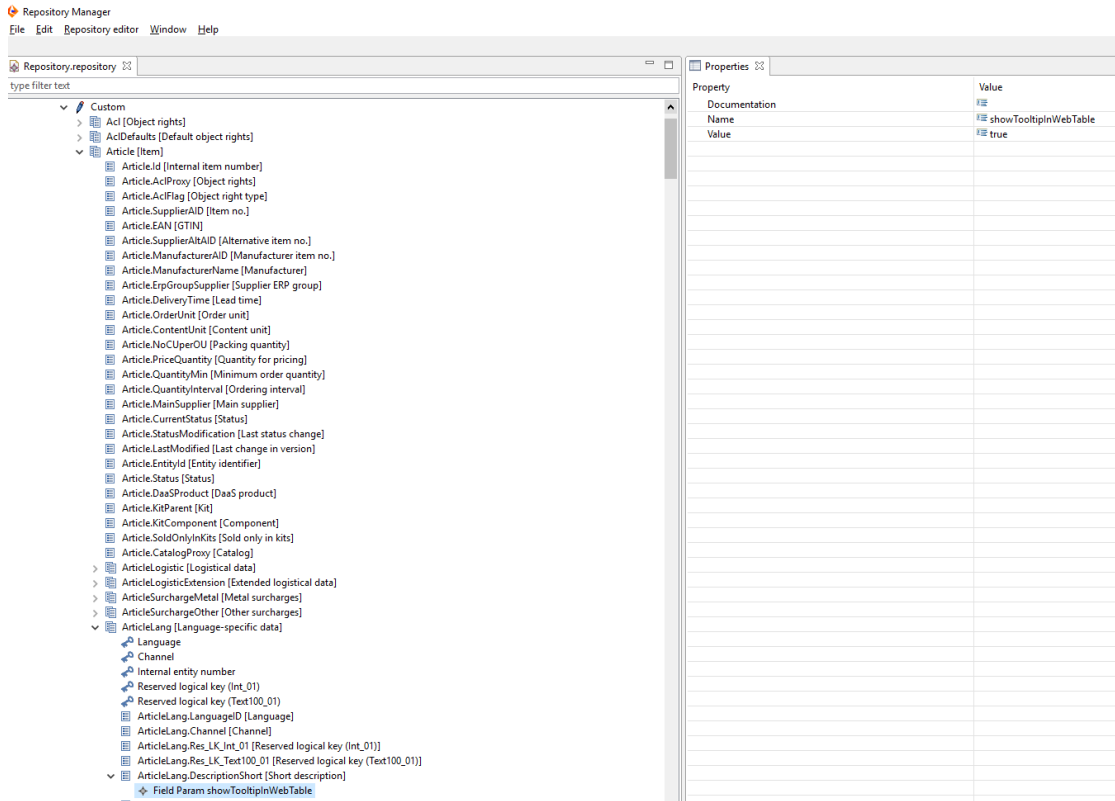 Repository Manager
File Edit Repository editor Window Help
Repository.repository
type filter text
Custom
Acl [Object rights]
AclDefaults [Default object rights]
Article [Item]
Article.Id [Internal item number]
Article.AclProxy [Object rights]
Article.AclFlag [Object right type]
Article.SupplierAID [Item no.]
Article.EAN [GTIN]
Article.SupplierAltAID [Alternative item no.]
Article.ManufacturerAID [Manufacturer item no.]
Article.ManufacturerName [Manufacturer]
Article.ErpGroupSupplier [Supplier ERP group]
Article.DeliveryTime [Lead time]
Article.OrderUnit [Order unit]
Article.ContentUnit [Content unit]
Article.NoCUperOU [Packing quantity]
Article.PriceQuantity [Quantity for pricing]
Article.QuantityMin [Minimum order quantity]
Article.QuantityInterval [Ordering interval]
Article.MainSupplier [Main supplier]
Article.CurrentStatus [Status]
Article.StatusModification [Last status change]
Article.LastModified [Last change in version]
Article.EntityId [Entity identifier]
Article.Status [Status]
Article.DaaSProduct [DaaS product]
Article.KitParent [Kit]
Article.KitComponent [Component]
Article.SoldOnlyInKits [Sold only in kits]
Article.CatalogProxy [Catalog]
ArticleLogistic [Logistical data]
ArticleLogisticExtension [Extended logistical data]
ArticleSurchargeMetal [Metal surcharges]
ArticleSurchargeOther [Other surcharges]
ArticleLang [Language-specific data]
Language
Channel
Internal entity number
Reserved logical key (Int_01)
Reserved logical key (Text100_01)
ArticleLang.LanguageID [Language]
ArticleLang.Channel [Channel]
ArticleLang.Res_LK_Int_01 [Reserved logical key (Int_01)]
ArticleLang.Res_LK_Text100_01 [Reserved logical key (Text100_01)]
ArticleLang.DescriptionShort [Short description]
Field Param showTooltipInWebTable
Properties
Property Value
Documentation
Name showTooltipInWebTable
Value true